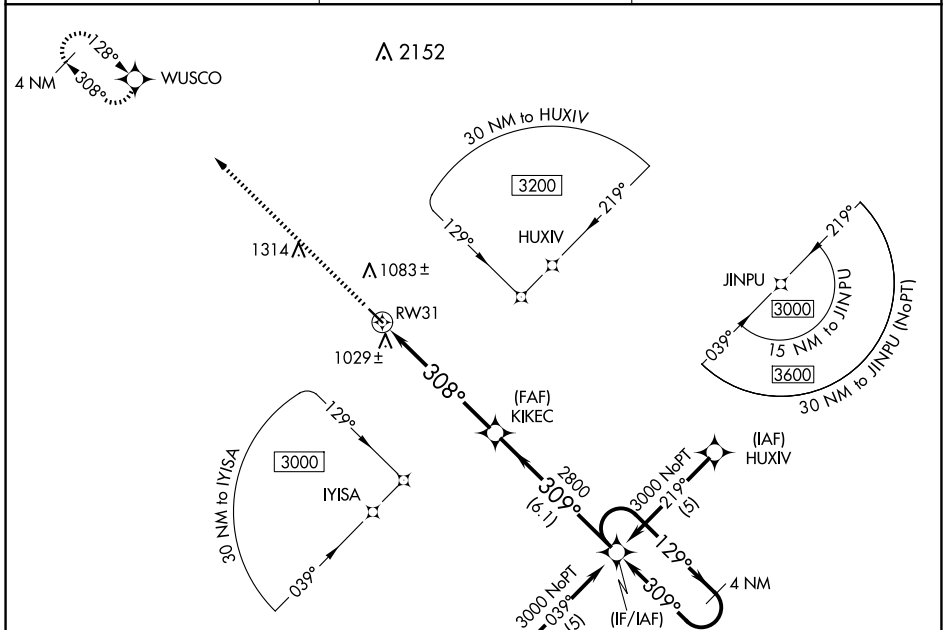 128°
308°
4 NM
WUSCO
2152
30 NM to HUXIV
3200
219°
129°
HUXIV
1314
1083±
RW31
1029±
308°
219°
JINPU
3000
039°
15 NM to JINPU
3600
30 NM to JINPU (NoPT)
(FAF)
KIKEC
129°
3000
30 NM to IYISA
IYISA
039°
2800
309°
(6.1)
(IAF)
HUXIV
3000 NoPT
219°
(5)
129°
309°
4 NM
3000 NoPT
039°
(5)
(IF/IAF)